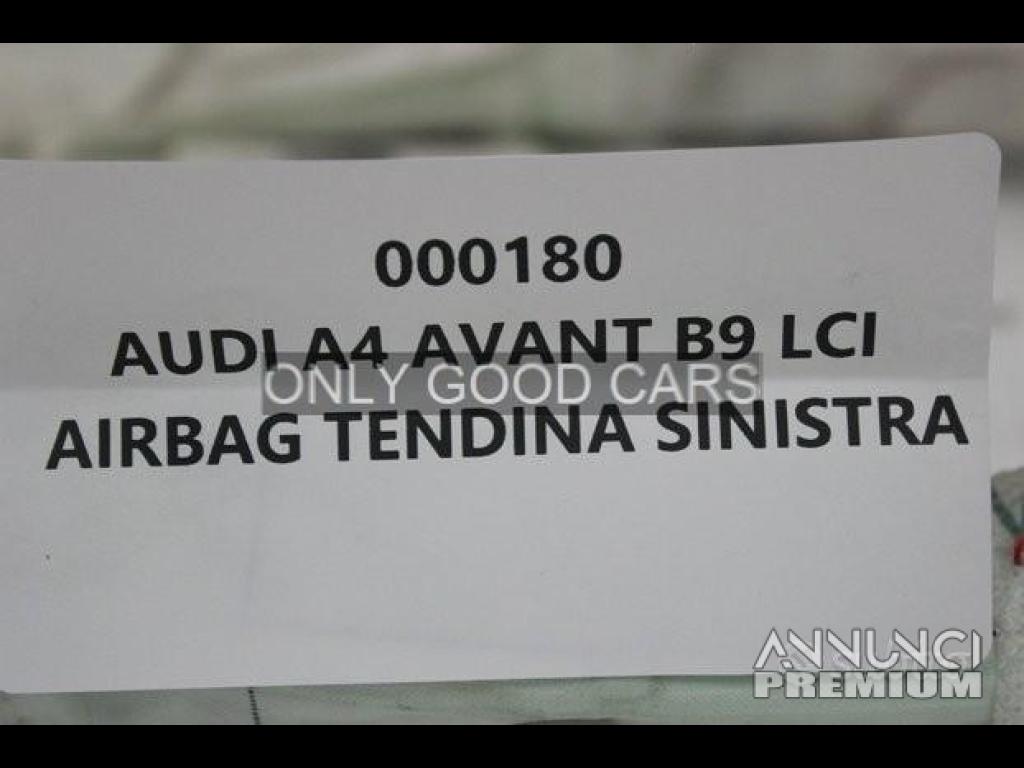 000180
AUDI A4 AVANT B9 LCI
ONLY GOOD CARS
AIRBAG TENDINA SINISTRA
ANNUNCI
PREMIUM